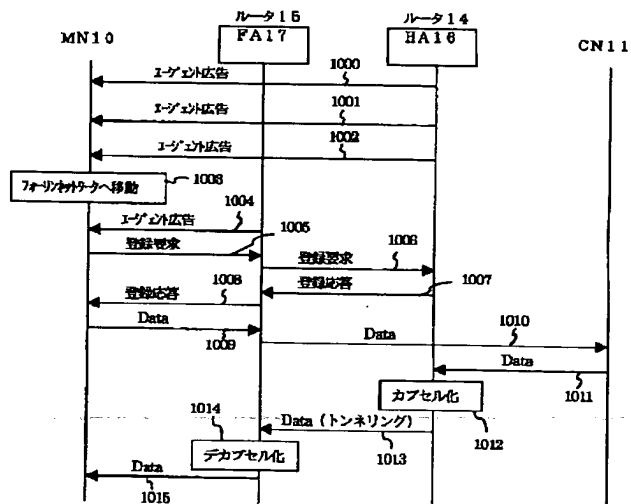 ルータ15
ルータ14
MN10
FA17
HA16
CN11
エージェント広告
1000
エージェント広告
1001
エージェント広告
1002
フォーリンネットワークへ移動
1003
エージェント広告
1004
登録要求
1005
登録要求
1006
登録応答
1007
登録応答
1008
Data
1009
Data
1010
Data
1011
カプセル化
1012
Data (トンネリング)
1013
1014
デカプセル化
Data
1015